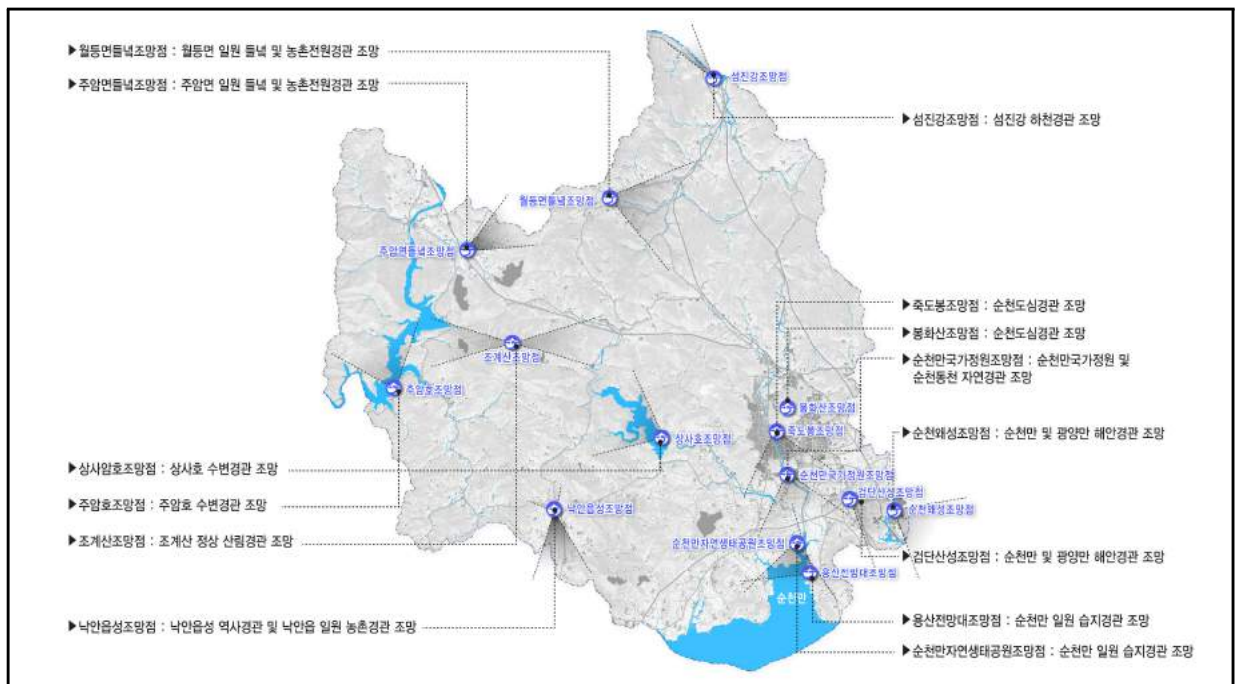 ▶월등면들녘조망점 : 월등면 일원 들녘 및 농촌전원경관 조망
▶주암면들녘조망점 : 주암면 일원 들녘 및 농촌전원경관 조망
섬진강조망점
▶섬진강조망점 : 섬진강 하천경관 조망
월등면들녘조망점
주암면들녘조망점
▶죽도봉조망점 : 순천도심경관 조망
▶봉화산조망점 : 순천도심경관 조망
▶순천만국가정원조망점 : 순천만국가정원 및
순천동천 자연경관 조망
조계산조망점
주암호조망점
봉화산조망점
죽도봉조망점
▶순천왜성조망점 : 순천만 및 광양만 해안경관 조망
상사호조망점
▶상사암호조망점 : 상사호 수변경관 조망
순천만국가정원조망점
검단산성조망점
▶주암호조망점 : 주암호 수변경관 조망
낙안읍성조망점
순천왜성조망점
▶조계산조망점 : 조계산 정상 산림경관 조망
순천만자연생태공원조망점
▶검단산성조망점 : 순천만 및 광양만 해안경관 조망
용산전망대조망점
순천만
▶낙안읍성조망점 : 낙안읍성 역사경관 및 낙안읍 일원 농촌경관 조망
▶용산전망대조망점 : 순천만 일원 습지경관 조망
▶순천만자연생태공원조망점 : 순천만 일원 습지경관 조망